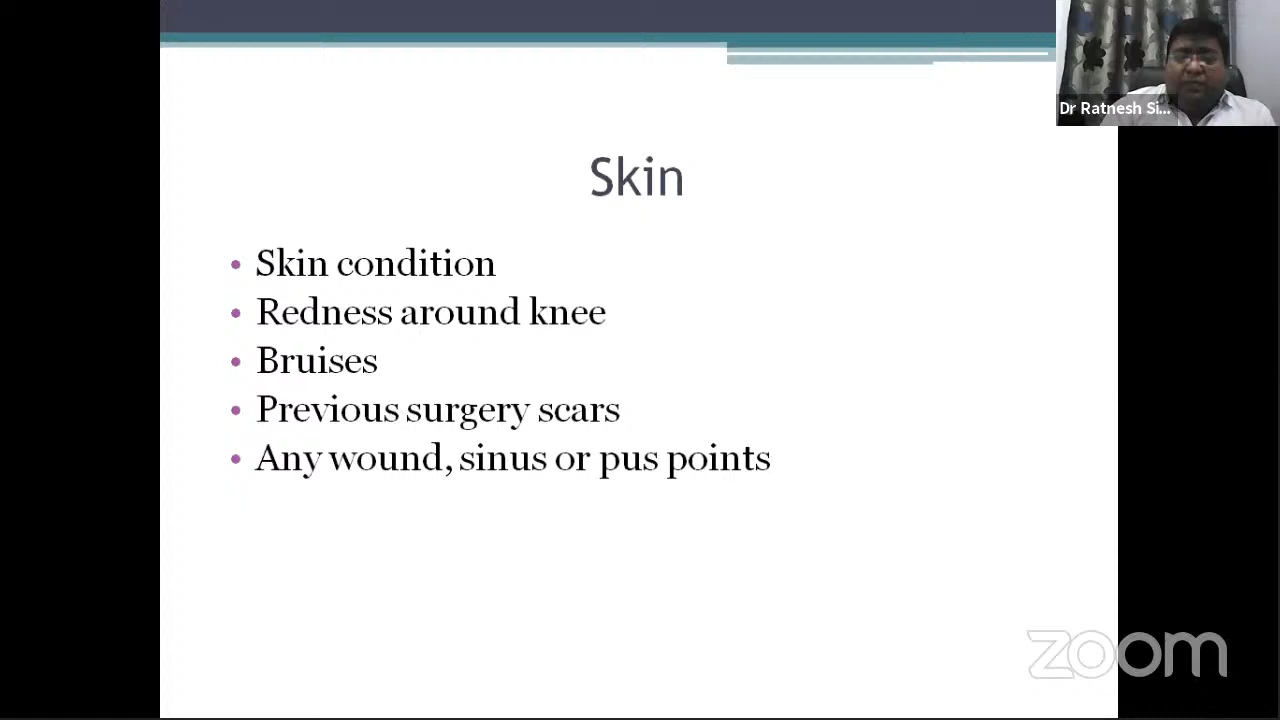 Dr Ratnesh Si...
Skin
• Skin condition
• Redness around knee
• Bruises
• Previous surgery scars
• Any wound, sinus or pus points
zoom